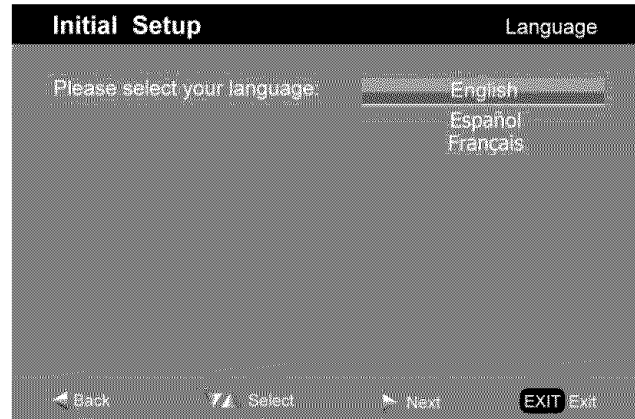 Initial Setup Language
Please select your language: English
Español
Français
Back Select Next EXIT Exit